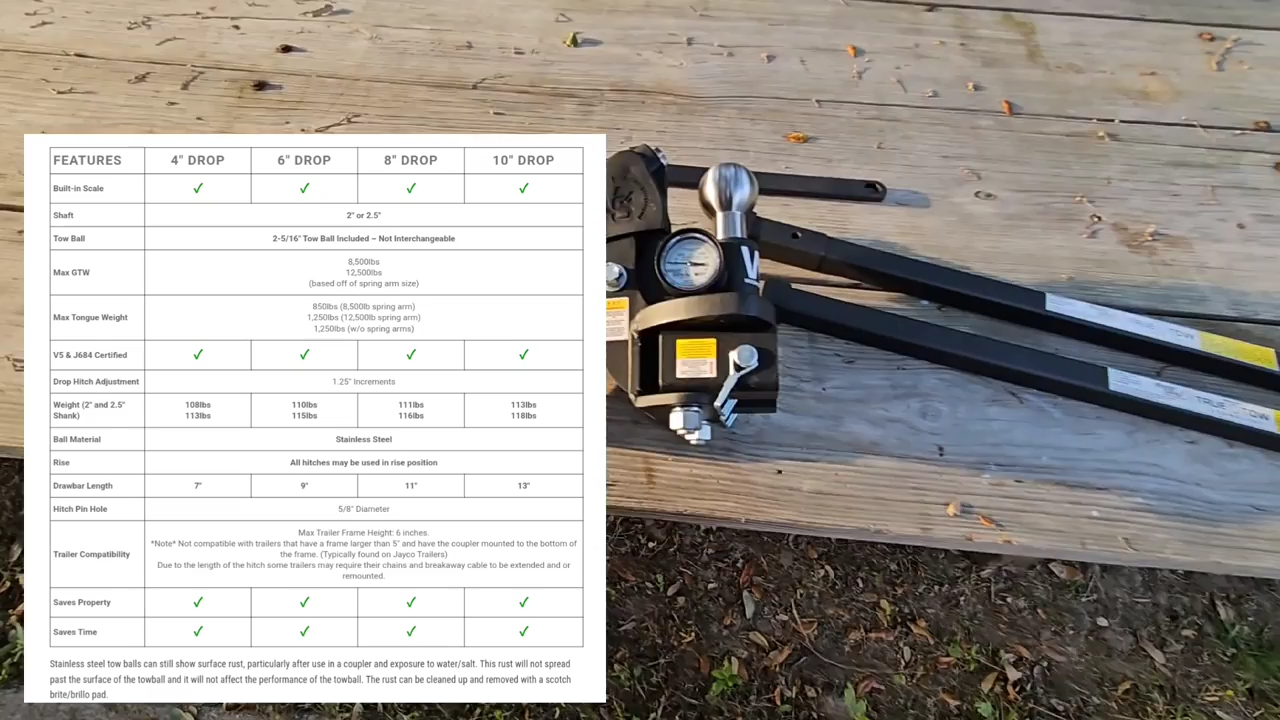 FEATURES 4" DROP 6" DROP 8" DROP 10" DROP
Built-in Scale ✓ ✓ ✓ ✓
Shaft 2" or 2.5"
Tow Ball 2-5/16" Tow Ball Included – Not Interchangeable
Max GTW
8,500lbs
12,500lbs
(based off of spring arm size)
Max Tongue Weight
850lbs (8,500lb spring arm)
1,250lbs (12,500lb spring arm)
1,250lbs (w/o spring arms)
V5 & J684 Certified ✓ ✓ ✓ ✓
Drop Hitch Adjustment 1.25" Increments
Weight (2" and 2.5" 108lbs 110lbs 111lbs 113lbs
Shank) 113lbs 115lbs 116lbs 118lbs
Ball Material Stainless Steel
Rise All hitches may be used in rise position
Drawbar Length 7" 9" 11" 13"
Hitch Pin Hole 5/8" Diameter
Trailer Compatibility
Max Trailer Frame Height: 6 inches.
*Note* Not compatible with trailers that have a frame larger than 5" and have the coupler mounted to the bottom of
the frame. (Typically found on Jayco Trailers)
Due to the length of the hitch some trailers may require their chains and breakaway cable to be extended and or
remounted.
Saves Property ✓ ✓ ✓ ✓
Saves Time ✓ ✓ ✓ ✓
Stainless steel tow balls can still show surface rust, particularly after use in a coupler and exposure to water/salt. This rust will not spread
past the surface of the towball and it will not affect the performance of the towball. The rust can be cleaned up and removed with a scotch
brite/brillo pad.
W
TOW
TRUE TOW